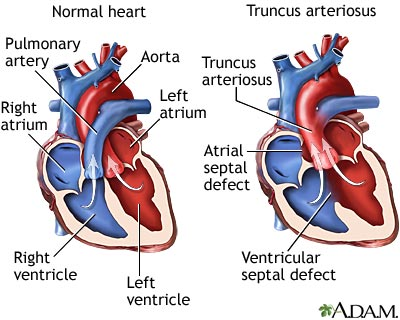 Normal heart
Pulmonary
artery
Aorta
Left
atrium
Right
atrium
Right
ventricle
Left
ventricle
Truncus arteriosus
Truncus
arteriosus
Atrial
septal
defect
Ventricular
septal defect
ADAM.